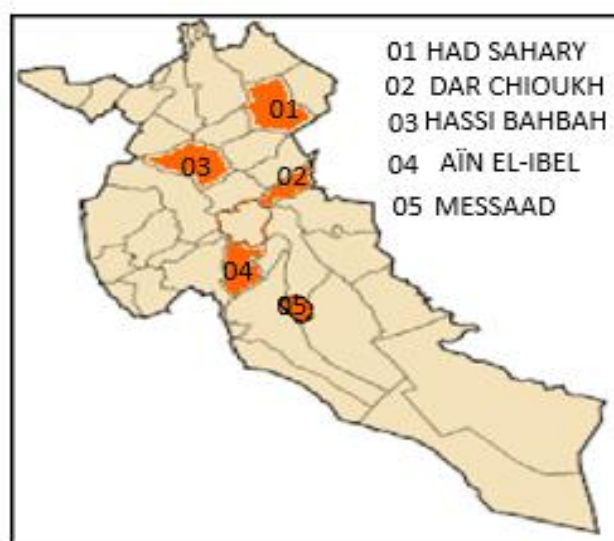 01 HAD SAHARY
02 DAR CHIOUKH
03 HASSI BAHBAH
04 AÏN EL-IBEL
05 MESSAAD
01
03
02
04
05